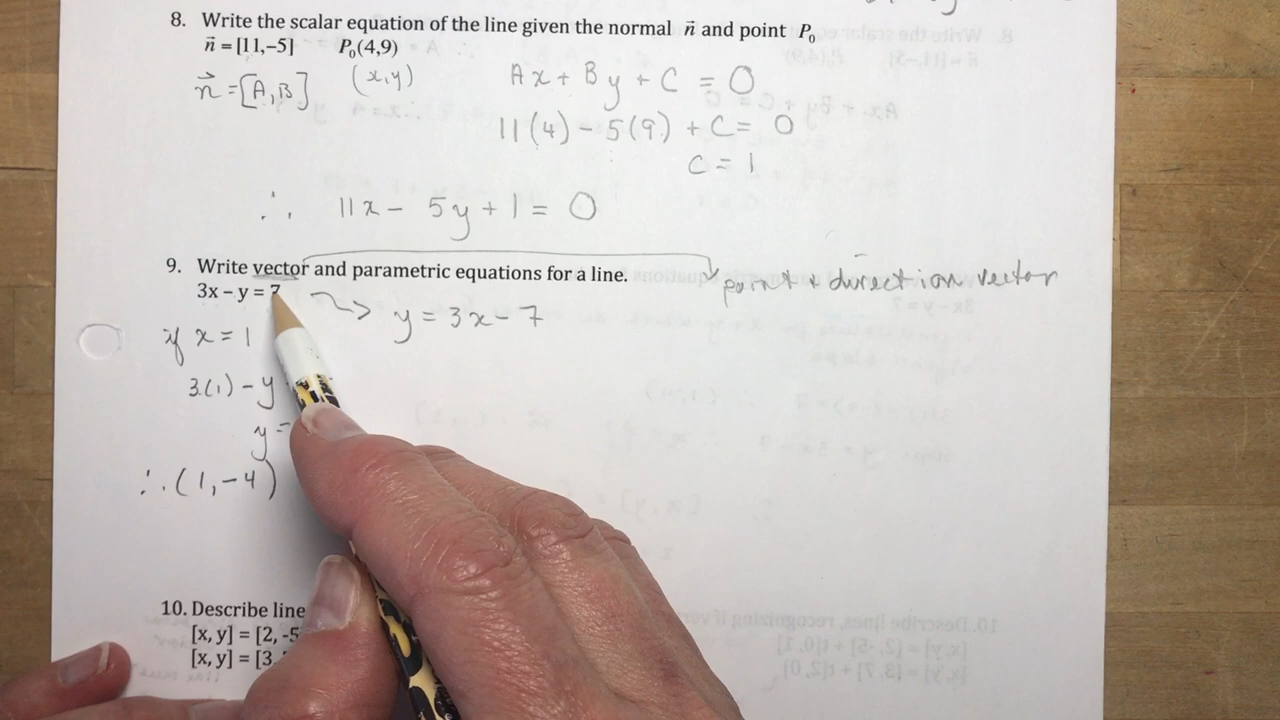 8. Write the scalar equation of the line given the normal n⃗ and point P₀
n⃗ = [11,−5] P₀(4,9)
n⃗ = [A,B] (x,y) Ax + By + C = 0
11(4) − 5(9) + C = 0
C = 1
∴ 11x − 5y + 1 = 0
9. Write vector and parametric equations for a line. point + direction vector
3x − y = 7 y = 3x − 7
if x = 1
3(1) − y
y =
∴ (1,−4)
10. Describe line
[x, y] = [2, -5
[x, y] = [3,